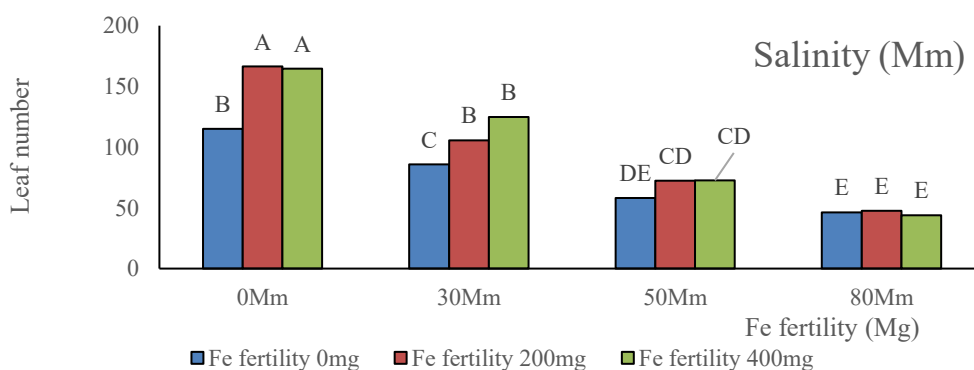 Salinity (Mm)
Leaf number
200
150
100
50
0
B A A
C B B
DE CD CD
E E E
0Mm 30Mm 50Mm 80Mm
Fe fertility (Mg)
Fe fertility 0mg Fe fertility 200mg Fe fertility 400mg